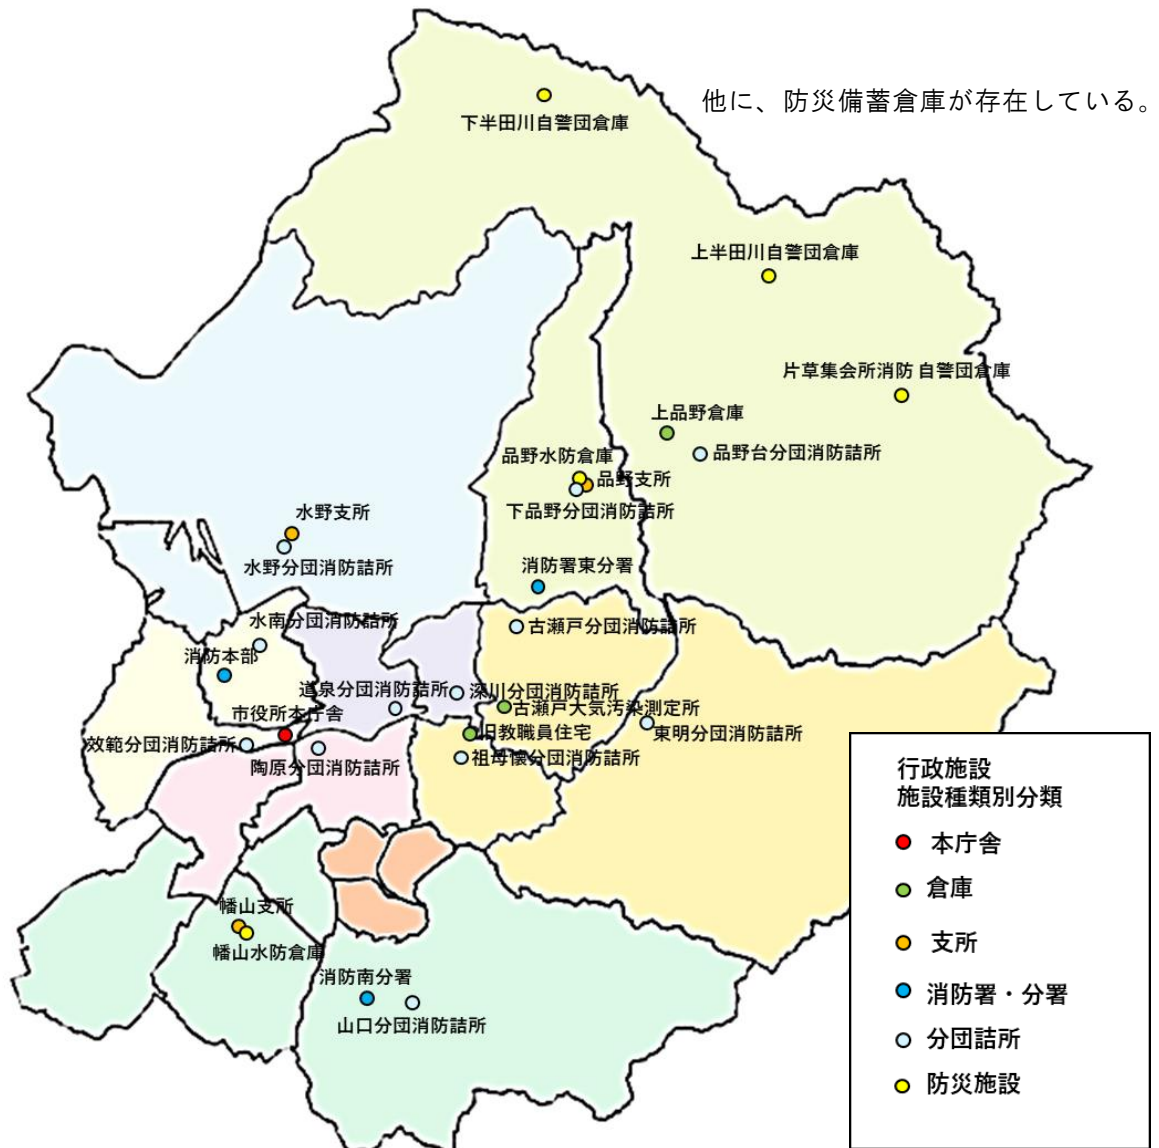 他に、防災備蓄倉庫が存在している。
下半田川自警団倉庫
上半田川自警団倉庫
片草集会所消防 自警団倉庫
上品野倉庫
品野台分団消防詰所
品野水防倉庫
品野支所
下品野分団消防詰所
水野支所
水野分団消防詰所
消防署東分署
水南分団消防詰所
古瀬戸分団消防詰所
消防本部
道泉分団消防詰所
深川分団消防詰所
古瀬戸大気汚染測定所
市役所本庁舎
旧教職員住宅
東明分団消防詰所
效範分団消防詰所
陶原分団消防詰所
祖母懐分団消防詰所
幡山支所
幡山水防倉庫
消防南分署
山口分団消防詰所
行政施設
施設種類別分類
本庁舎
倉庫
支所
消防署・分署
分団詰所
防災施設